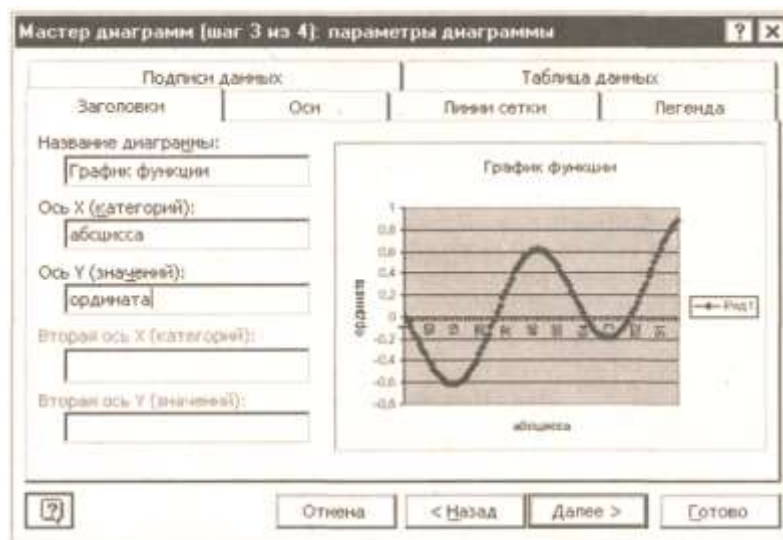 Мастер диаграмм (шаг 3 из 4): параметры диаграммы
Подписи данных
Таблица данных
Заголовки
Оси
Линии сетки
Легенда
Название диаграммы:
График функции
Ось X (категорий):
абсцисса
Ось Y (значений):
ордината
Вторая ось X (категорий):
Вторая ось Y (значений):
График функции
1
0,8
0,6
0,4
0,2
0
-0,2
-0,4
-0,6
-0,8
ордината
абсцисса
Ряд1
Отмена
< Назад
Далее >
Готово